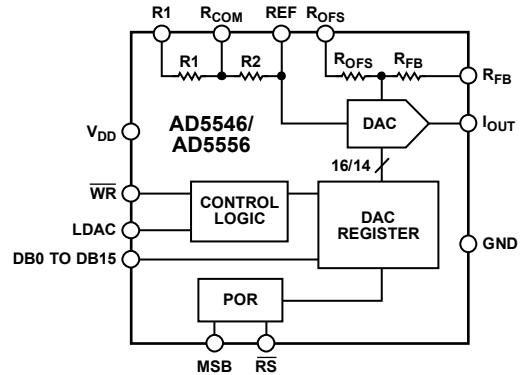 R1 RCOM REF ROFS
R1 R2 ROFS RFB
RFB
VDD
AD5546/
AD5556
DAC
IOUT
16/14
WR
CONTROL
LOGIC
DAC
REGISTER
LDAC
GND
DB0 TO DB15
POR
MSB RS